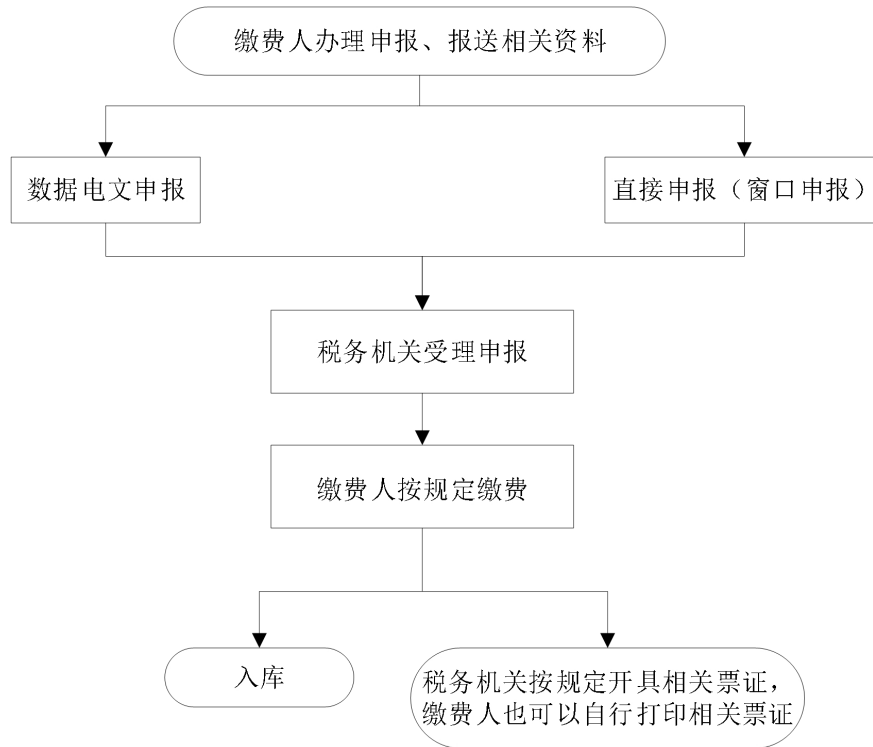 缴费人办理申报、报送相关资料
数据电文申报
直接申报（窗口申报）
税务机关受理申报
缴费人按规定缴费
入库
税务机关按规定开具相关票证，
缴费人也可以自行打印相关票证